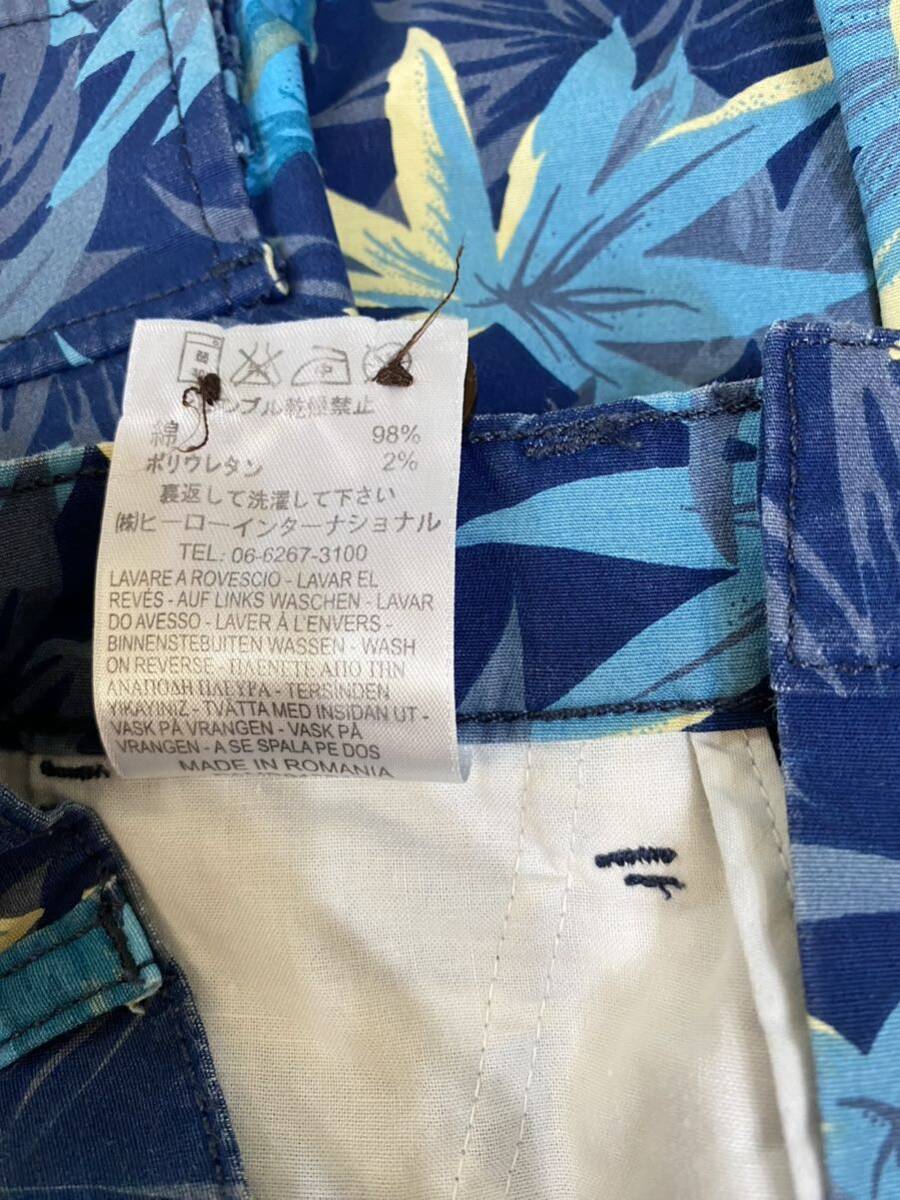 中
ンブル乾燥禁止
綿 98%
ポリウレタン 2%
裏返して洗濯して下さい
㈱ヒーローインターナショナル
TEL: 06-6267-3100
LAVARE A ROVESCIO - LAVAR EL
REVÉS - AUF LINKS WASCHEN - LAVAR
DO AVESSO - LAVER À L'ENVERS -
BINNENSTEBUITEN WASSEN - WASH
ON REVERSE - ΠΛΕΝΕΤΕ ΑΠΟ ΤΗΝ
ΑΝΑΠΟΔΗ ΠΛΕΥΡΑ - TERSINDEN
YIKAYINIZ - TVÄTTA MED INSIDAN UT -
VASK PÅ VRANGEN - VASK PÅ
VRANGEN - A SE SPALA PE DOS
MADE IN ROMANIA